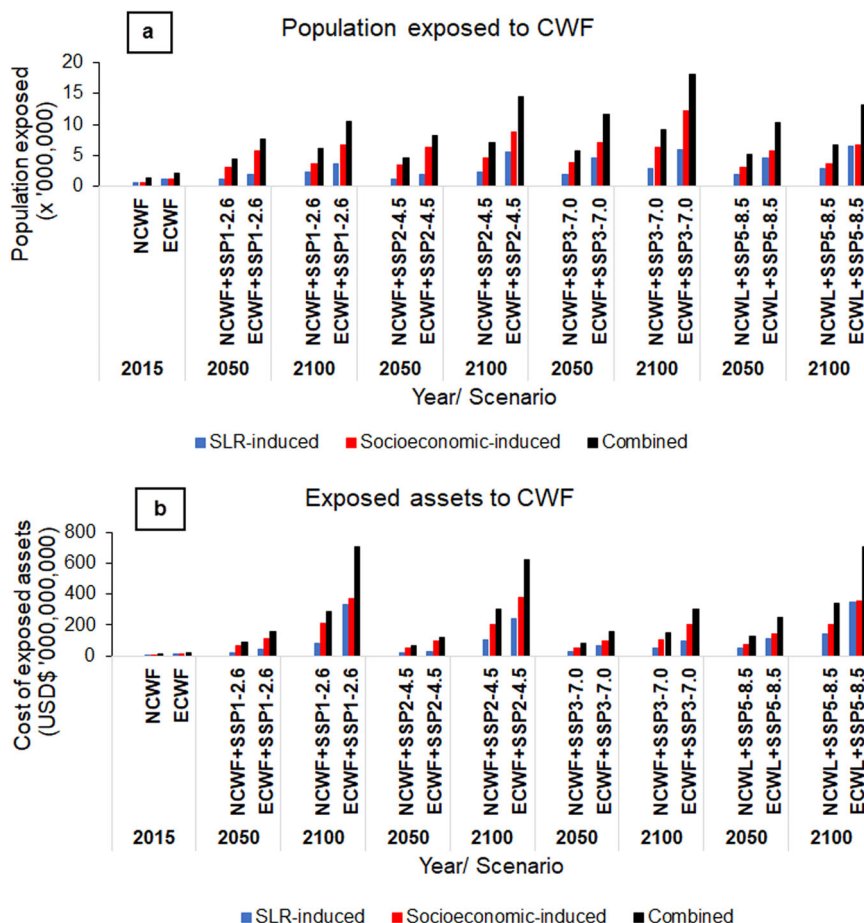 a
Population exposed to CWF
Population exposed
(x '000,000)
20
15
10
5
0
NCWF
ECWF
NCWF+SSP1-2.6
ECWF+SSP1-2.6
NCWF+SSP1-2.6
ECWF+SSP1-2.6
NCWF+SSP2-4.5
ECWF+SSP2-4.5
NCWF+SSP2-4.5
ECWF+SSP2-4.5
NCWF+SSP3-7.0
ECWF+SSP3-7.0
NCWF+SSP3-7.0
ECWF+SSP3-7.0
NCWL+SSP5-8.5
ECWL+SSP5-8.5
NCWL+SSP5-8.5
ECWL+SSP5-8.5
2015 2050 2100 2050 2100 2050 2100 2050 2100
Year/ Scenario
SLR-induced Socioeconomic-induced Combined
b
Exposed assets to CWF
Cost of exposed assets
(USD$ '000,000,000)
800
600
400
200
0
NCWF
ECWF
NCWF+SSP1-2.6
ECWF+SSP1-2.6
NCWF+SSP1-2.6
ECWF+SSP1-2.6
NCWF+SSP2-4.5
ECWF+SSP2-4.5
NCWF+SSP2-4.5
ECWF+SSP2-4.5
NCWF+SSP3-7.0
ECWF+SSP3-7.0
NCWF+SSP3-7.0
ECWF+SSP3-7.0
NCWL+SSP5-8.5
ECWL+SSP5-8.5
NCWL+SSP5-8.5
ECWL+SSP5-8.5
2015 2050 2100 2050 2100 2050 2100 2050 2100
Year/ Scenario
SLR-induced Socioeconomic-induced Combined